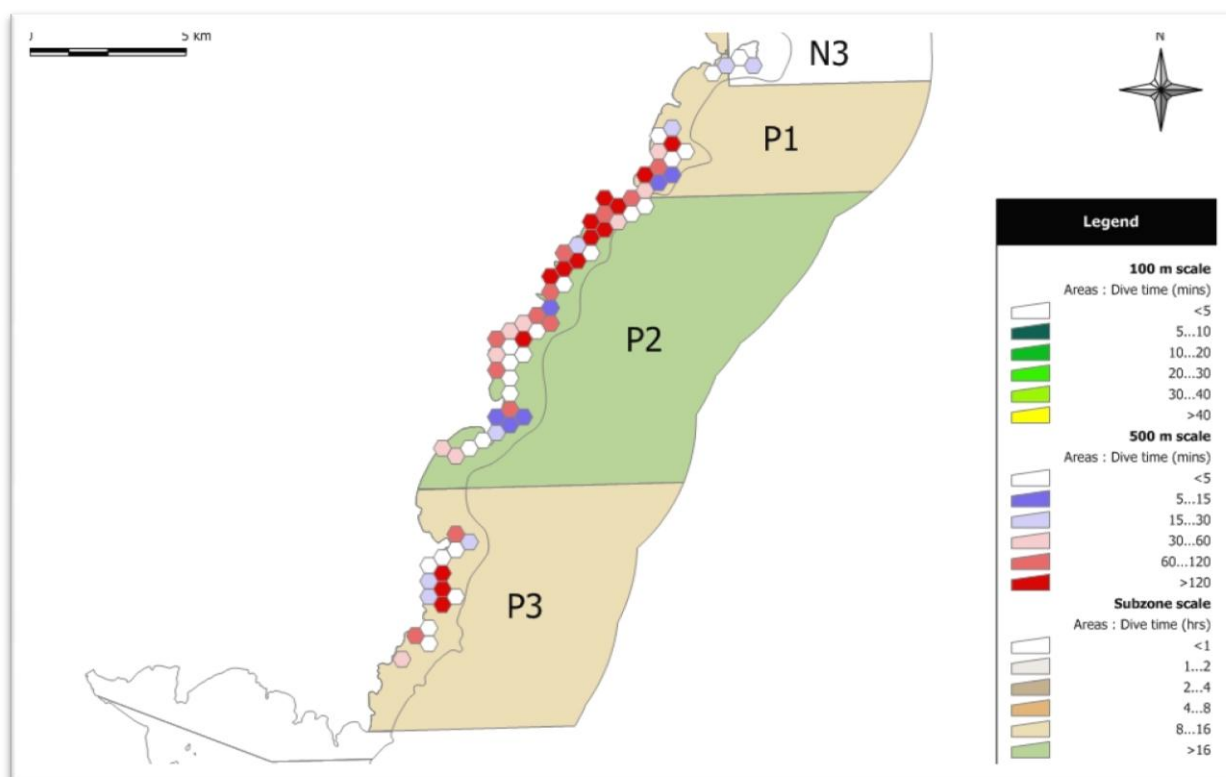 5 km
N
N3
P1
P2
P3
Legend
100 m scale
Areas : Dive time (mins)
<5
5...10
10...20
20...30
30...40
>40
500 m scale
Areas : Dive time (mins)
<5
5...15
15...30
30...60
60...120
>120
Subzone scale
Areas : Dive time (hrs)
<1
1...2
2...4
4...8
8...16
>16